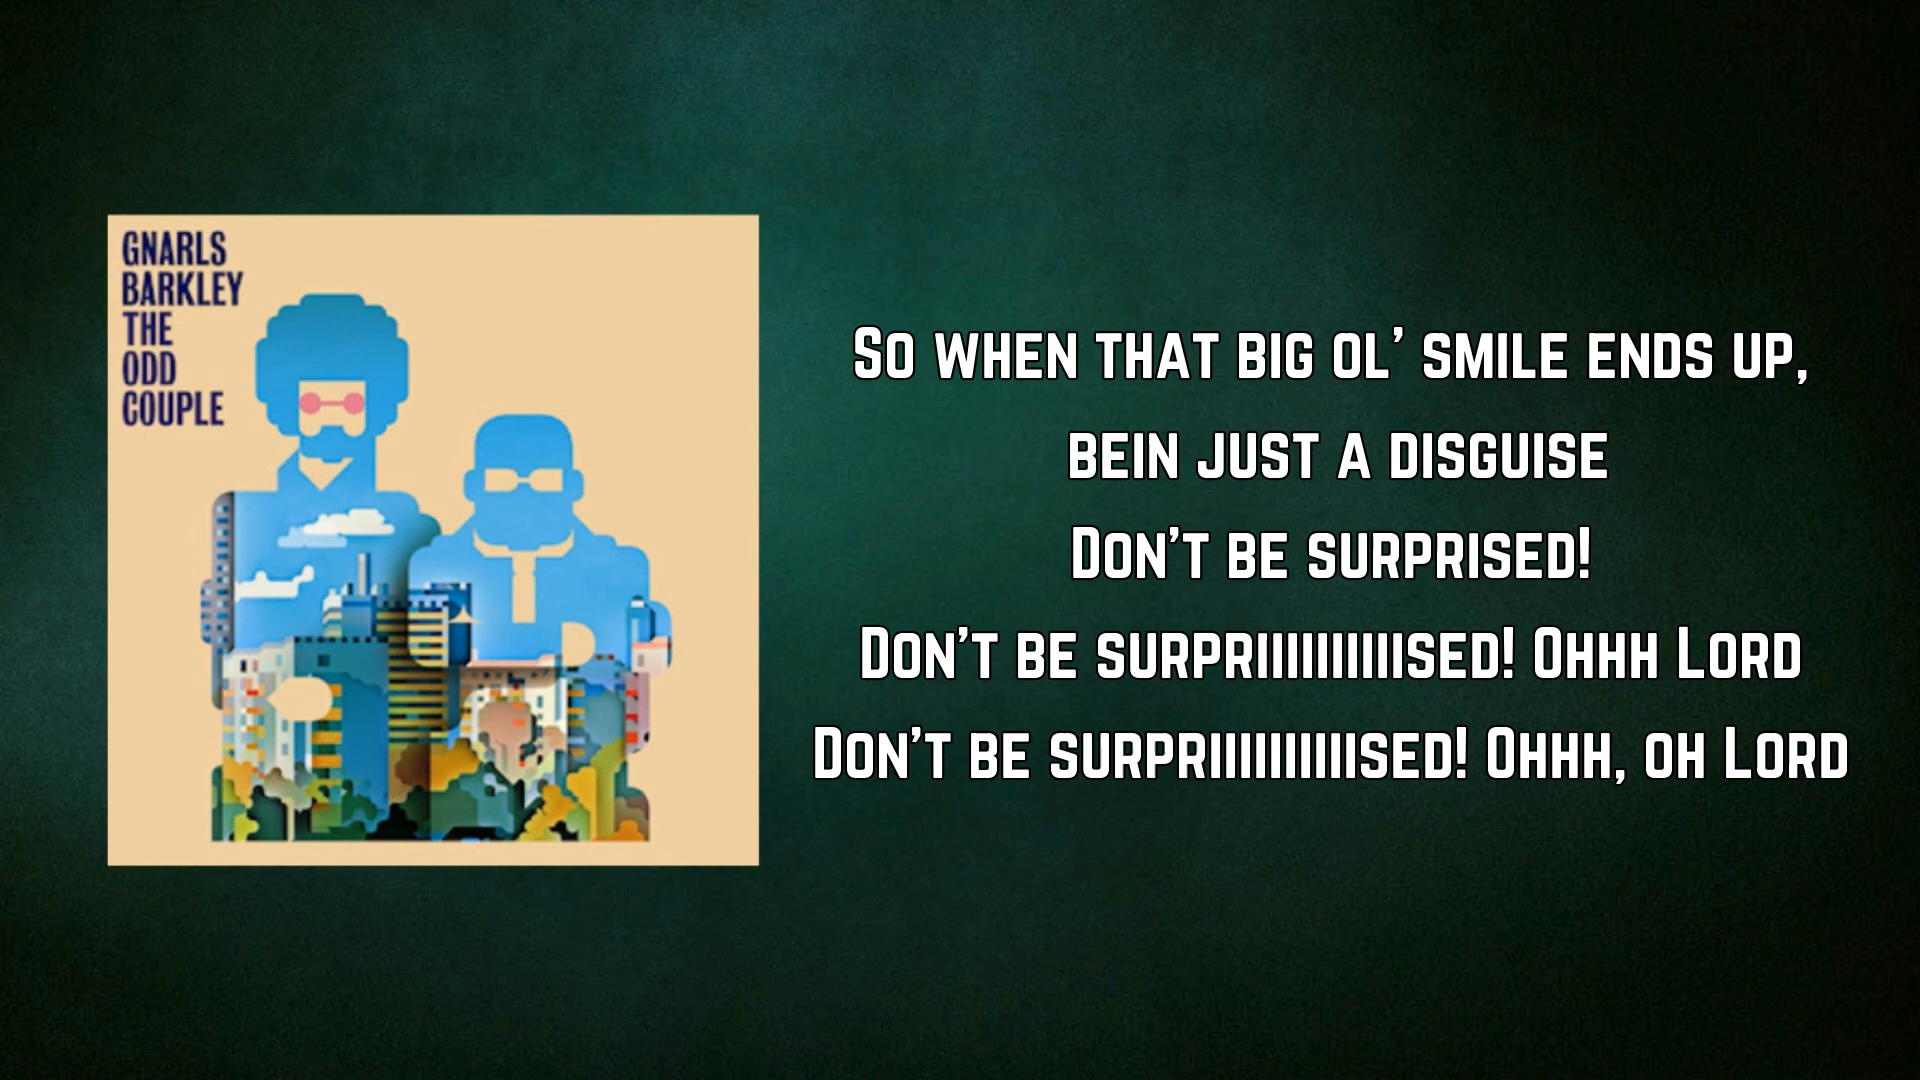 GNARLS
BARKLEY
THE
ODD
COUPLE
So when that big ol' smile ends up,
bein just a disguise
Don't be surprised!
Don't be surpriiiiiiiiiised! Ohhh Lord
Don't be surpriiiiiiiiiised! Ohhh, oh Lord